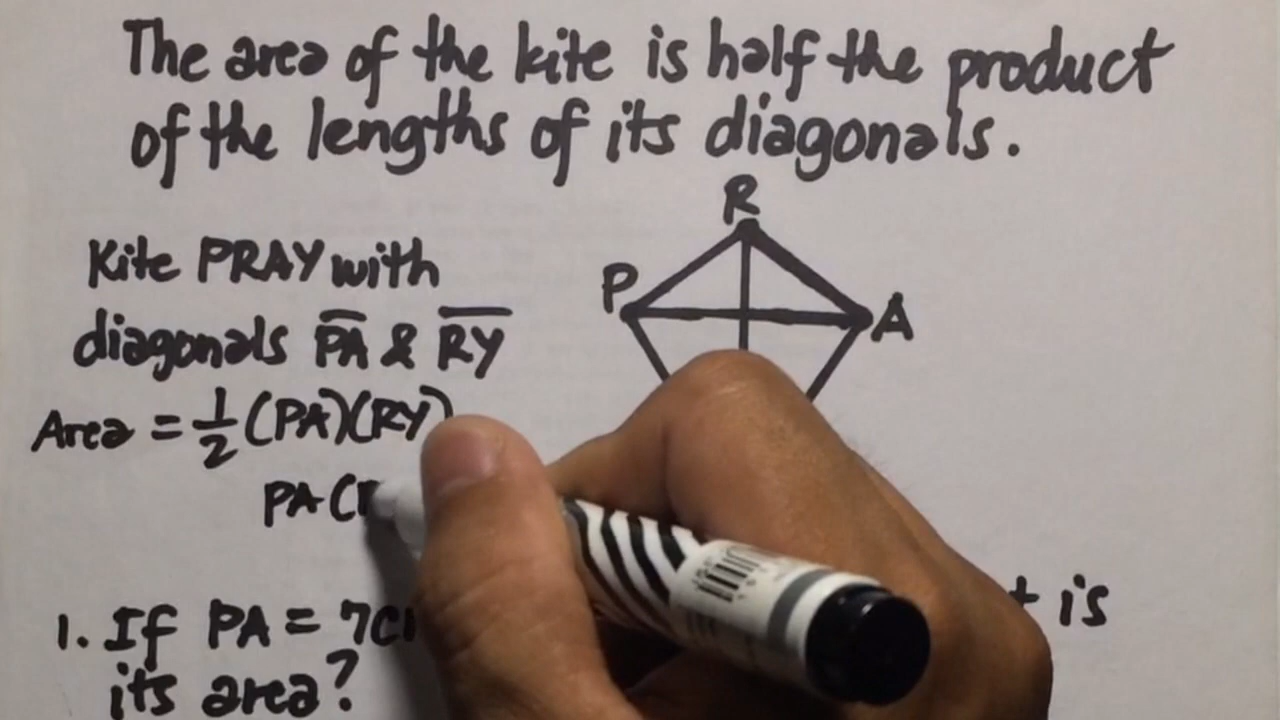 The area of the kite is half the product
of the lengths of its diagonals.
R
Kite PRAY with
P
A
diagonals PA & RY
Area = 1/2 (PA)(RY)
PA (
1. If PA = 7c
is
its area?